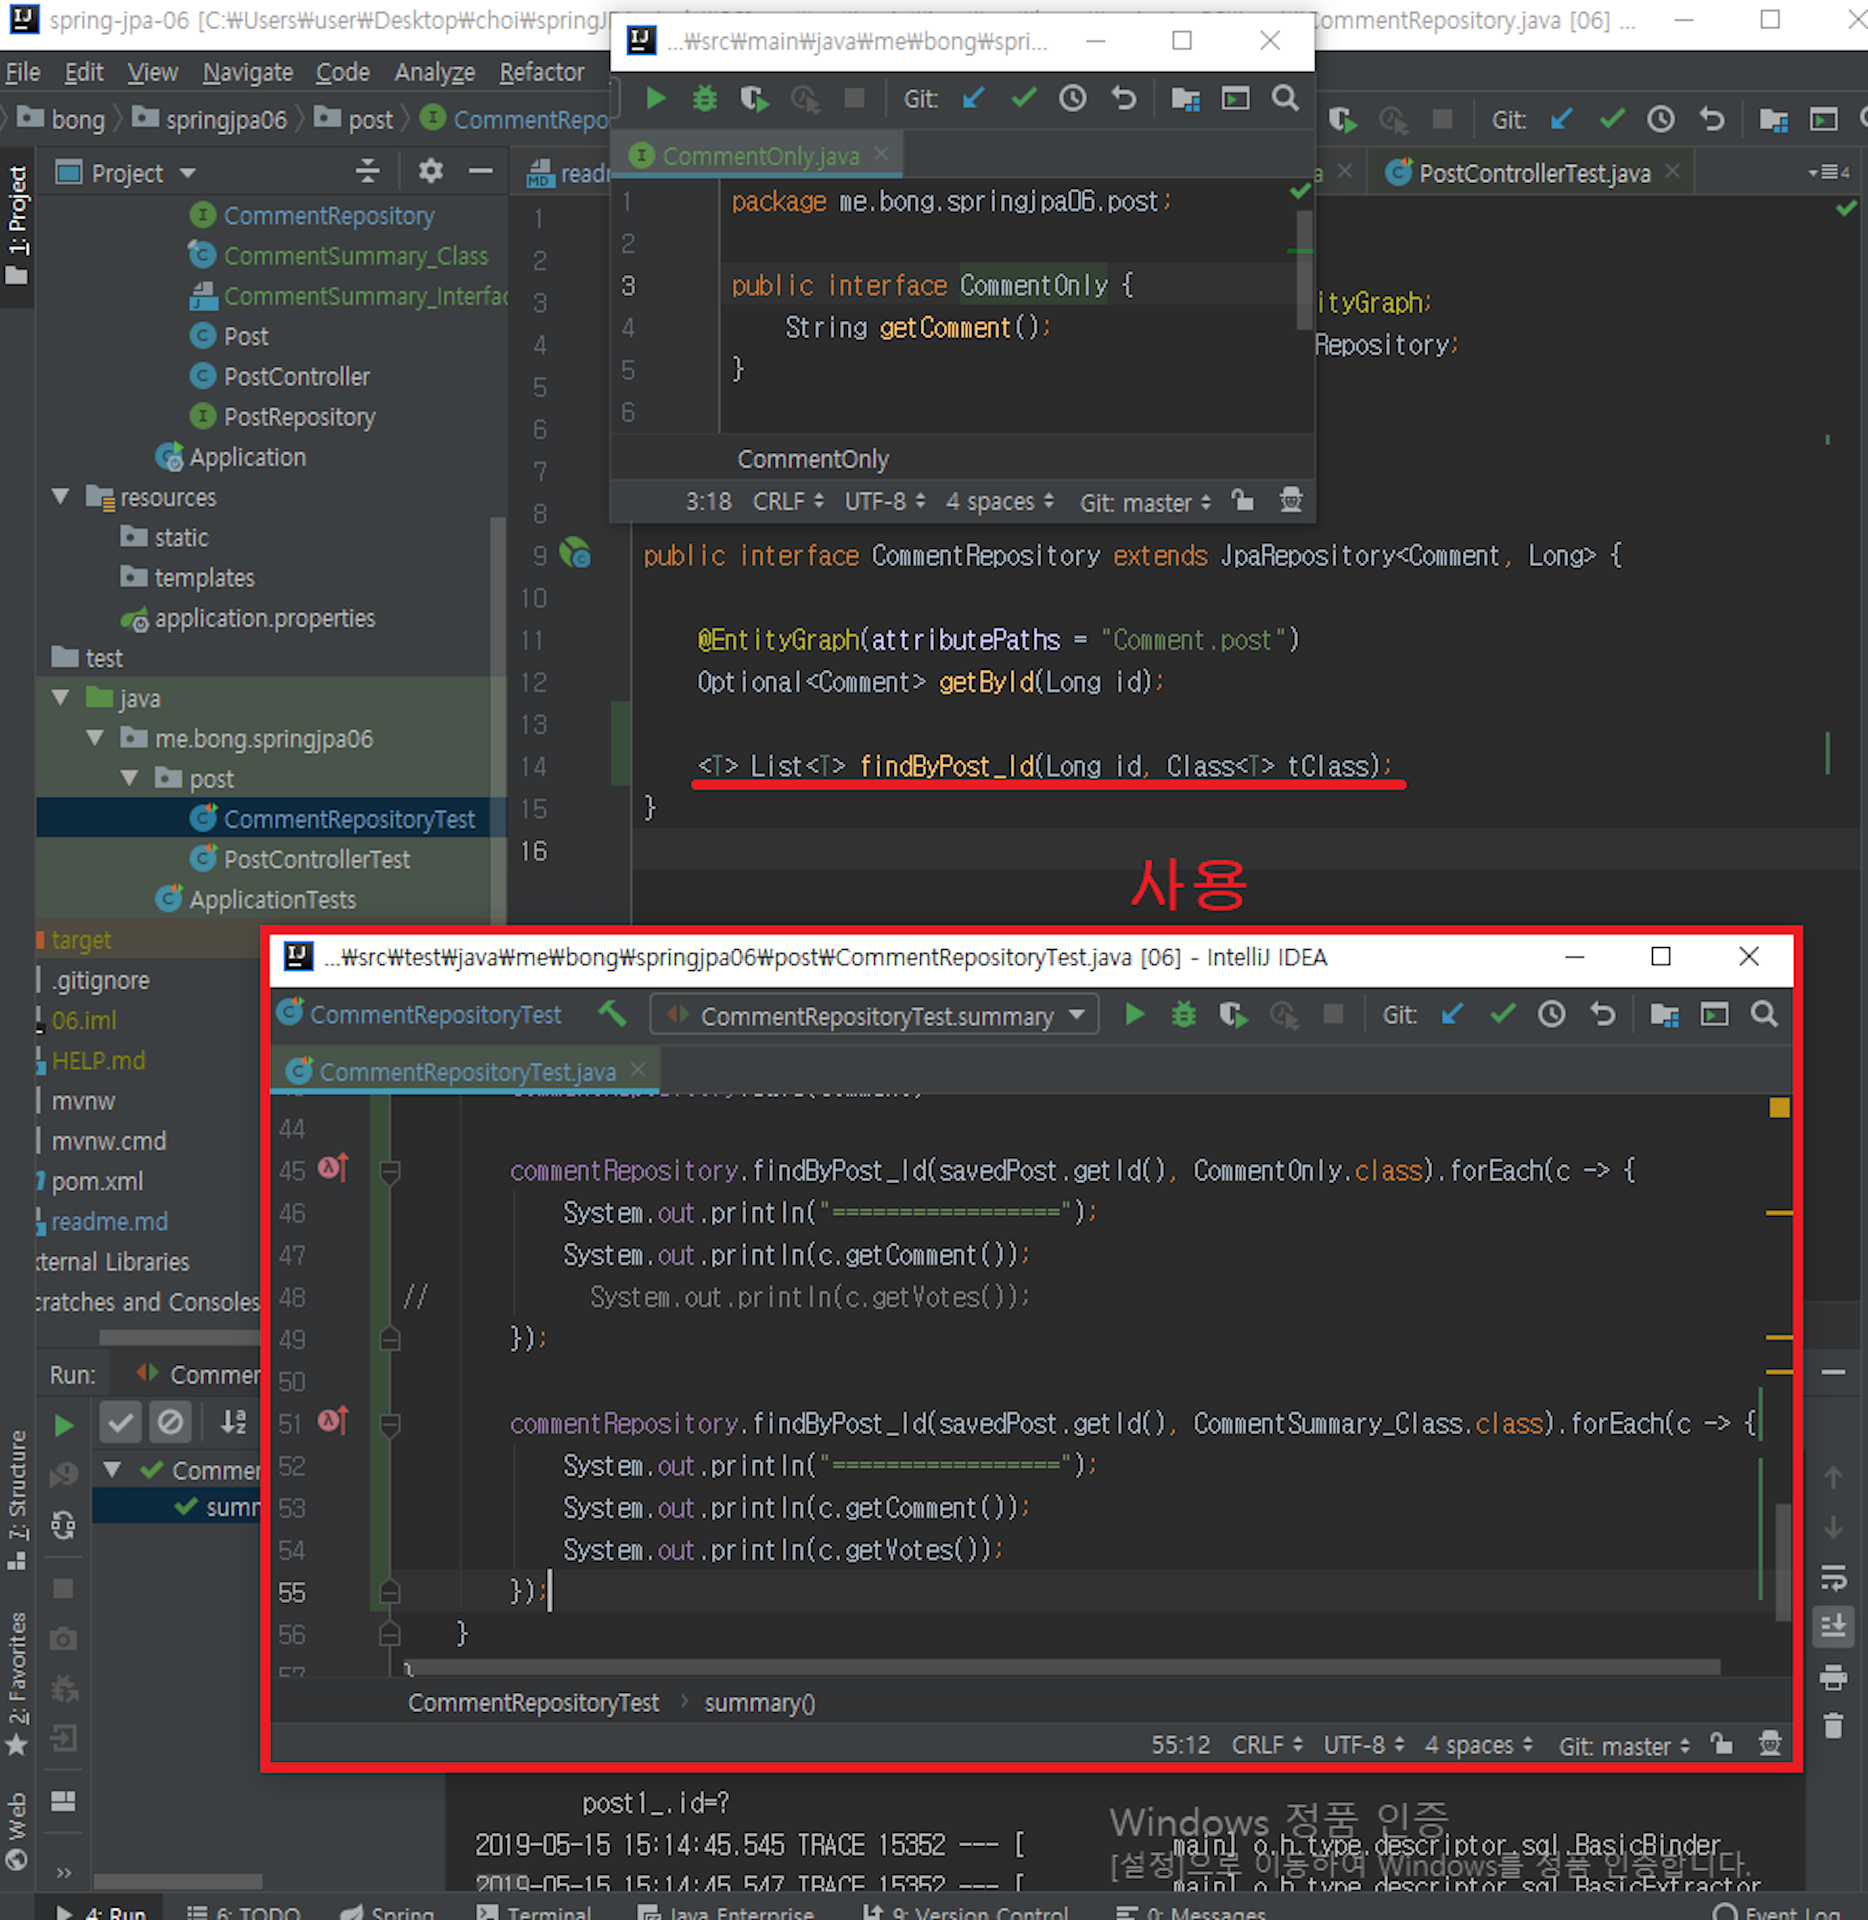 spring-jpa-06 [C:￦Users￦user￦Desktop￦choi￦springJ
CommentRepository.java [06] ...
...￦src￦main￦java￦me￦bong￦spri...
File Edit View Navigate Code Analyze Refactor
Git:
Git:
bong springjpa06 post CommentRepo
CommentOnly.java
1: Project
Project
readr
a
PostControllerTest.java
4
1 package me.bong.springjpa06.post;
2
3 public interface CommentOnly {
4 String getComment();
5 }
6
CommentOnly
3:18 CRLF UTF-8 4 spaces Git: master
CommentRepository
CommentSummary_Class
CommentSummary_Interfac
Post
PostController
PostRepository
Application
resources
static
templates
application.properties
test
java
me.bong.springjpa06
post
CommentRepositoryTest
PostControllerTest
ApplicationTests
target
.gitignore
06.iml
HELP.md
mvnw
mvnw.cmd
pom.xml
readme.md
xternal Libraries
cratches and Consoles
1
2
3 ityGraph;
4 Repository;
5
6
7
8
9 public interface CommentRepository extends JpaRepository<Comment, Long> {
10
11 @EntityGraph(attributePaths = "Comment.post")
12 Optional<Comment> getById(Long id);
13
14 <T> List<T> findByPost_Id(Long id, Class<T> tClass);
15 }
16
사용
...￦src￦test￦java￦me￦bong￦springjpa06￦post￦CommentRepositoryTest.java [06] - IntelliJ IDEA
CommentRepositoryTest CommentRepositoryTest.summary Git:
CommentRepositoryTest.java
44
45 commentRepository.findByPost_Id(savedPost.getId(), CommentOnly.class).forEach(c -> {
46 System.out.println("=================");
47 System.out.println(c.getComment());
48 // System.out.println(c.getVotes());
49 });
50
51 commentRepository.findByPost_Id(savedPost.getId(), CommentSummary_Class.class).forEach(c -> {
52 System.out.println("=================");
53 System.out.println(c.getComment());
54 System.out.println(c.getVotes());
55 });
56 }
57 }
CommentRepositoryTest summary()
55:12 CRLF UTF-8 4 spaces Git: master
Run: Commer
Commer
summ
7: Structure
2: Favorites
Web
post1_.id=?
2019-05-15 15:14:45.545 TRACE 15352 --- [ main] o.h.type.descriptor.sql.BasicBinder
2019-05-15 15:14:45.547 TRACE 15352 --- [ main] o.h.type.descriptor.sql.BasicExtractor
Windows 정품 인증
[설정]으로 이동하여 Windows를 정품 인증합니다.
4: Run 6: TODO Spring Terminal Java Enterprise 9: Version Control 0: Messages Event Log